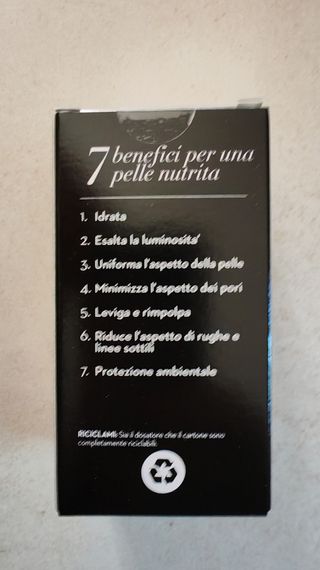 7 benefici per una
pelle nutrita
1. Idrata
2. Esalta la luminosita'
3. Uniforma l'aspetto della pelle
4. Minimizza l'aspetto dei pori
5. Leviga e rimpolpa
6. Riduce l'aspetto di rughe e
linee sottili
7. Protezione ambientale
RICICLAMI: Sia il dosatore che il cartone sono
completamente riciclabili.